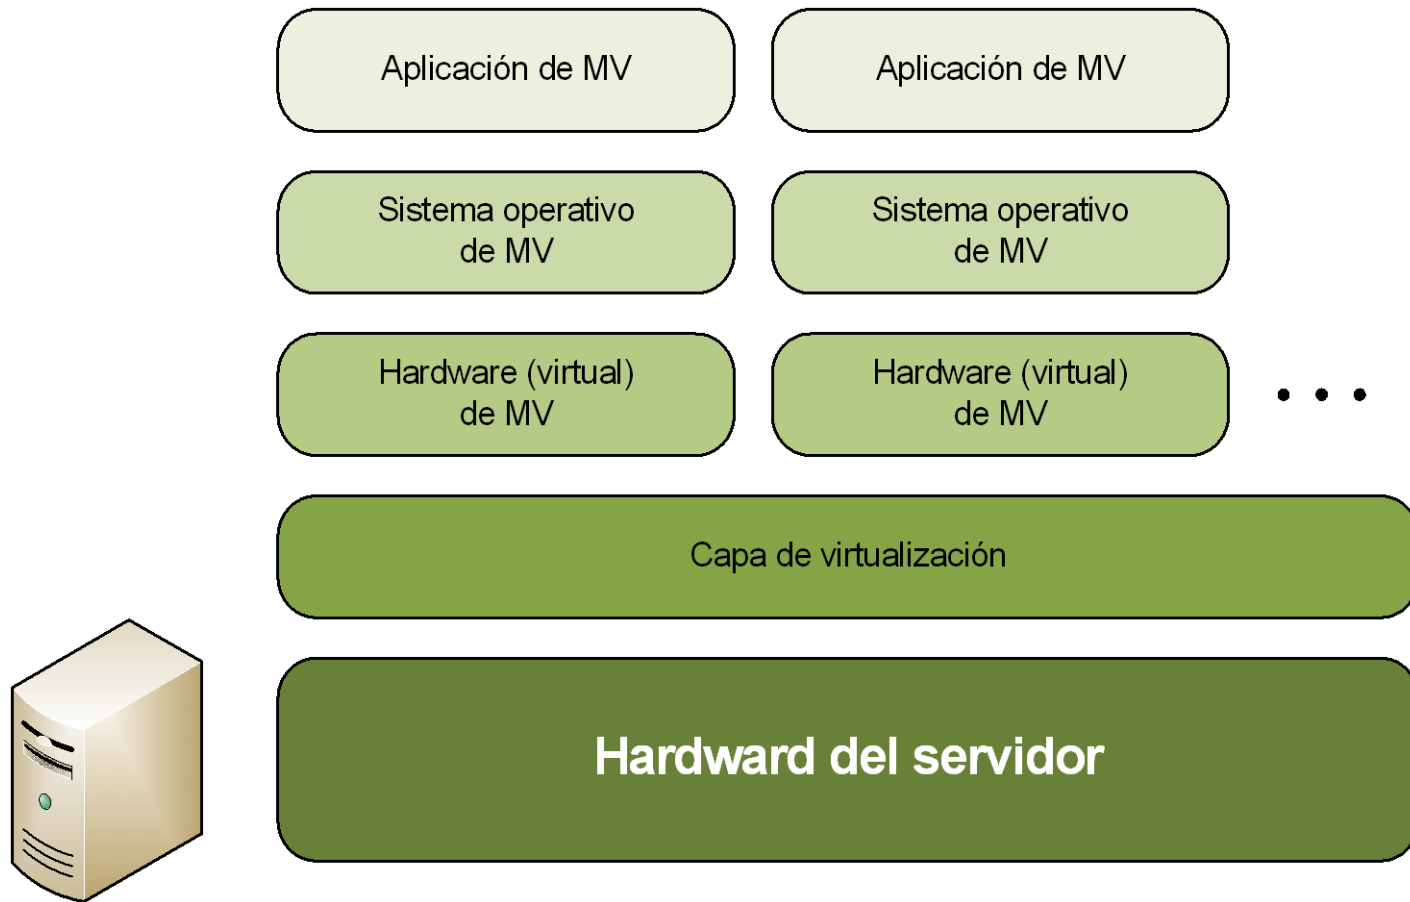 Aplicación de MV
Aplicación de MV
Sistema operativo
de MV
Sistema operativo
de MV
Hardware (virtual)
de MV
Hardware (virtual)
de MV
. . .
Capa de virtualización
Hardward del servidor